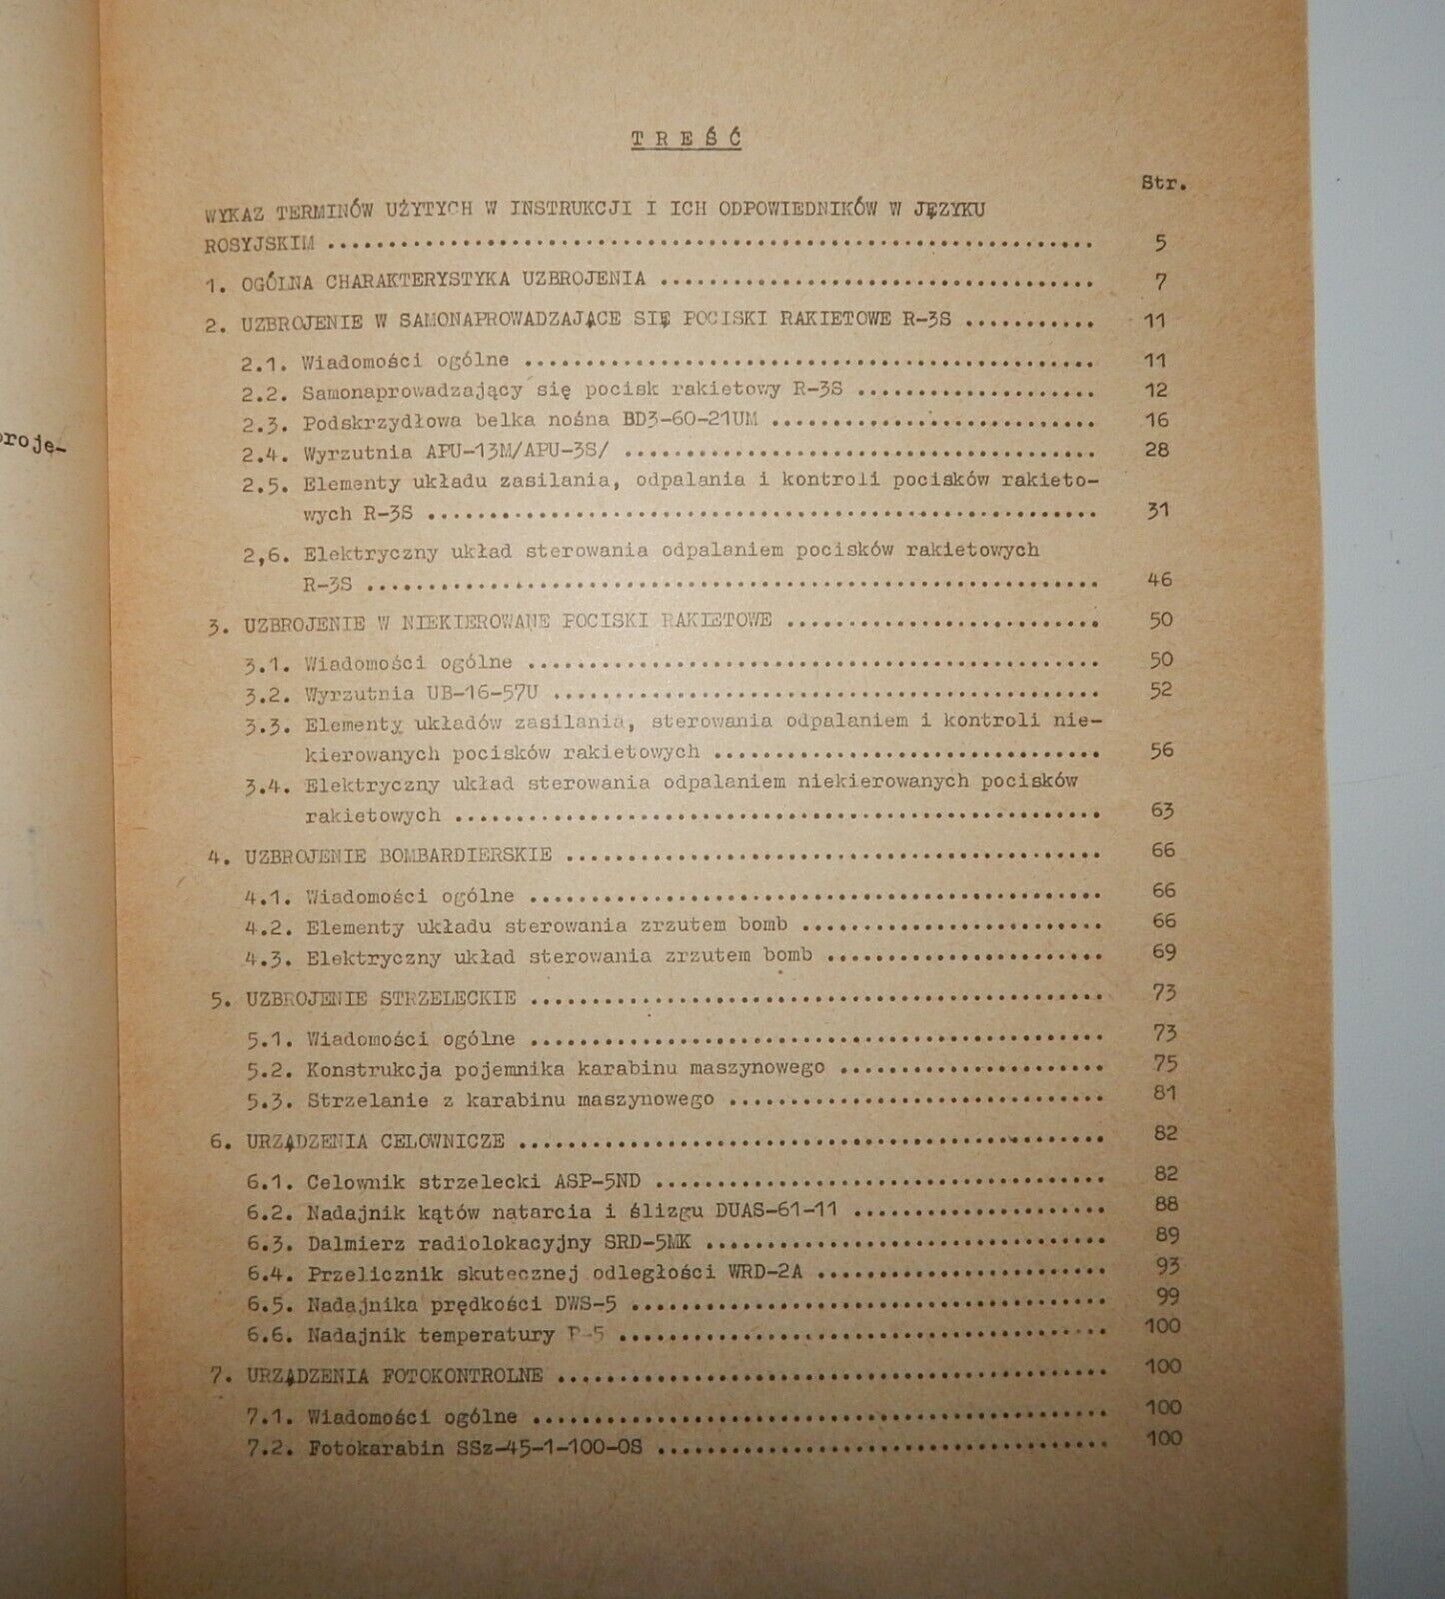 T R E Ś Ć
Str.
WYKAZ TERMINÓW UŻYTYCH W INSTRUKCJI I ICH ODPOWIEDNIKÓW W JĘZYKU
ROSYJSKIM ........ 5
1. OGÓLNA CHARAKTERYSTYKA UZBROJENIA ........ 7
2. UZBROJENIE W SAMONAPROWADZAJĄCE SIĘ POCISKI RAKIETOWE R-3S ........ 11
2.1. Wiadomości ogólne ........ 11
2.2. Samonaprowadzający się pocisk rakietowy R-3S ........ 12
2.3. Podskrzydłowa belka nośna BD3-60-21UM ........ 16
2.4. Wyrzutnia APU-13M/APU-3S/ ........ 28
2.5. Elementy układu zasilania, odpalania i kontroli pocisków rakieto-
wych R-3S ........ 31
2,6. Elektryczny układ sterowania odpalaniem pocisków rakietowych
R-3S ........ 46
3. UZBROJENIE W NIEKIEROWANE POCISKI RAKIETOWE ........ 50
3.1. Wiadomości ogólne ........ 50
3.2. Wyrzutnia UB-16-57U ........ 52
3.3. Elementy układów zasilania, sterowania odpalaniem i kontroli nie-
kierowanych pocisków rakietowych ........ 56
3.4. Elektryczny układ sterowania odpalaniem niekierowanych pocisków
rakietowych ........ 63
4. UZBROJENIE BOMBARDIERSKIE ........ 66
4.1. Wiadomości ogólne ........ 66
4.2. Elementy układu sterowania zrzutem bomb ........ 66
4.3. Elektryczny układ sterowania zrzutem bomb ........ 69
5. UZBROJENIE STRZELECKIE ........ 73
5.1. Wiadomości ogólne ........ 73
5.2. Konstrukcja pojemnika karabinu maszynowego ........ 75
5.3. Strzelanie z karabinu maszynowego ........ 81
6. URZĄDZENIA CELOWNICZE ........ 82
6.1. Celownik strzelecki ASP-5ND ........ 82
6.2. Nadajnik kątów natarcia i ślizgu DUAS-61-11 ........ 88
6.3. Dalmierz radiolokacyjny SRD-5MK ........ 89
6.4. Przelicznik skutecznej odległości WRD-2A ........ 93
6.5. Nadajnika prędkości DWS-5 ........ 99
6.6. Nadajnik temperatury ........ 100
7. URZĄDZENIA FOTOKONTROLNE ........ 100
7.1. Wiadomości ogólne ........ 100
7.2. Fotokarabin SSz-45-1-100-OS ........ 100